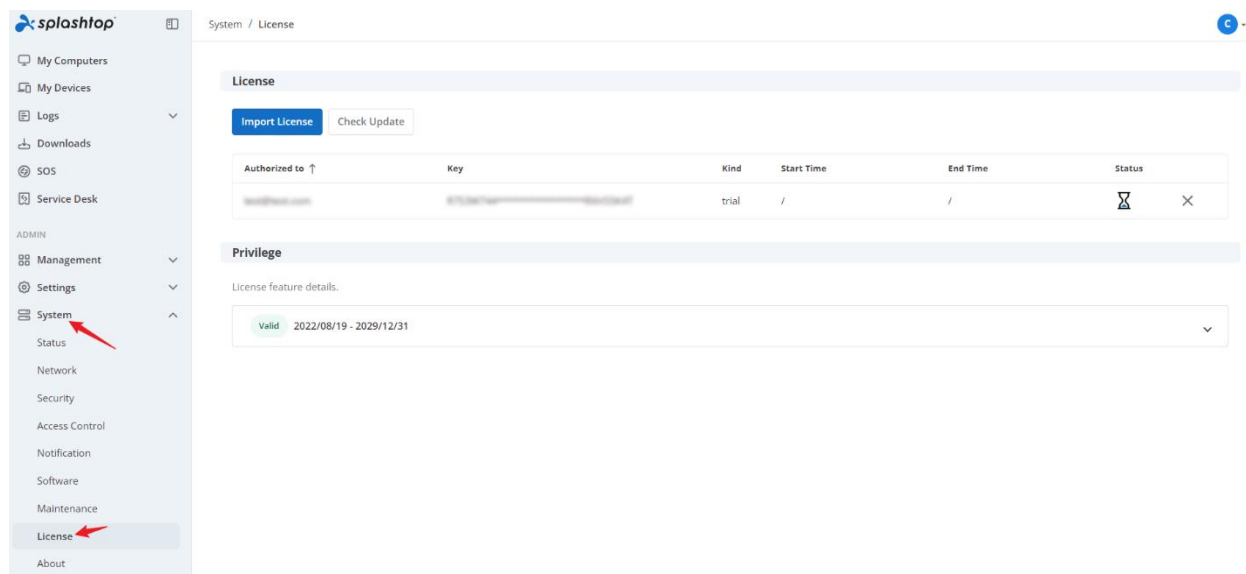 splashtop
System / License
C
My Computers
My Devices
Logs
Downloads
SOS
Service Desk
ADMIN
Management
Settings
System
Status
Network
Security
Access Control
Notification
Software
Maintenance
License
About
License
Import License Check Update
Authorized to ↑ Key Kind Start Time End Time Status
trial / /
Privilege
License feature details.
Valid 2022/08/19 - 2029/12/31